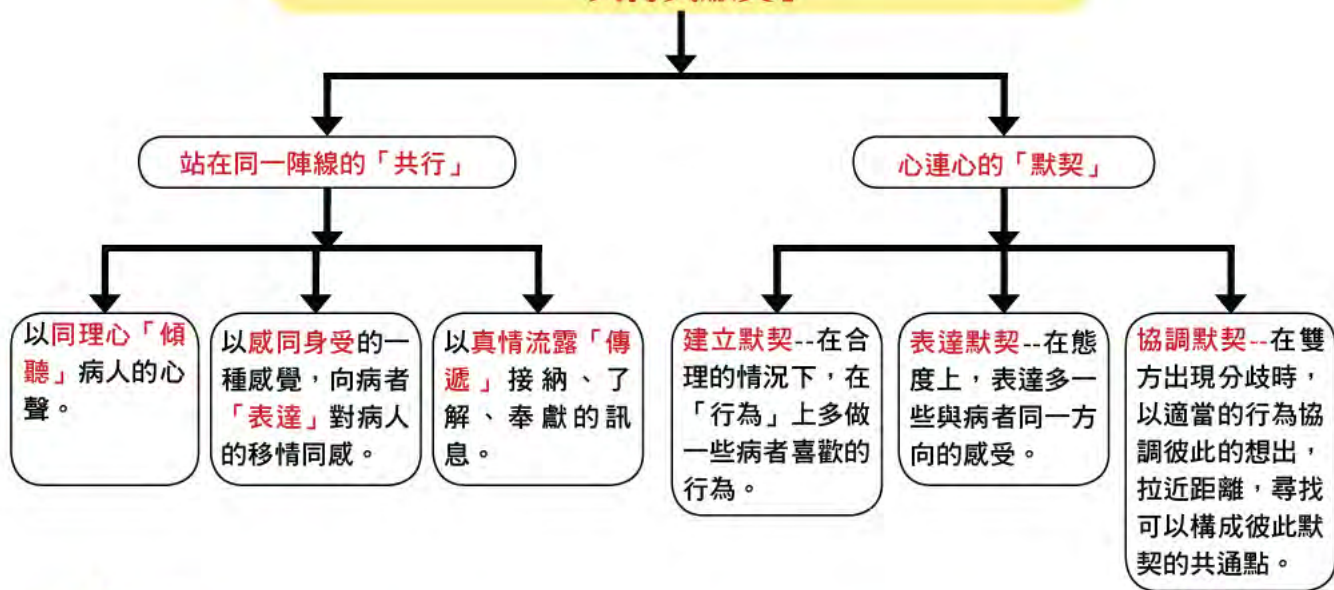 站在同一陣線的「共行」
心連心的「默契」
以同理心「傾
聽」病人的心
聲。
以感同身受的一
種感覺，向病者
「表達」對病人
的移情同感。
以真情流露「傳
遞」接納、了
解、奉獻的訊
息。
建立默契--在合
理的情況下，在
「行為」上多做
一些病者喜歡的
行為。
表達默契--在態
度上，表達多一
些與病者同一方
向的感受。
協調默契--在雙
方出現分歧時，
以適當的行為協
調彼此的想出，
拉近距離，尋找
可以構成彼此默
契的共通點。